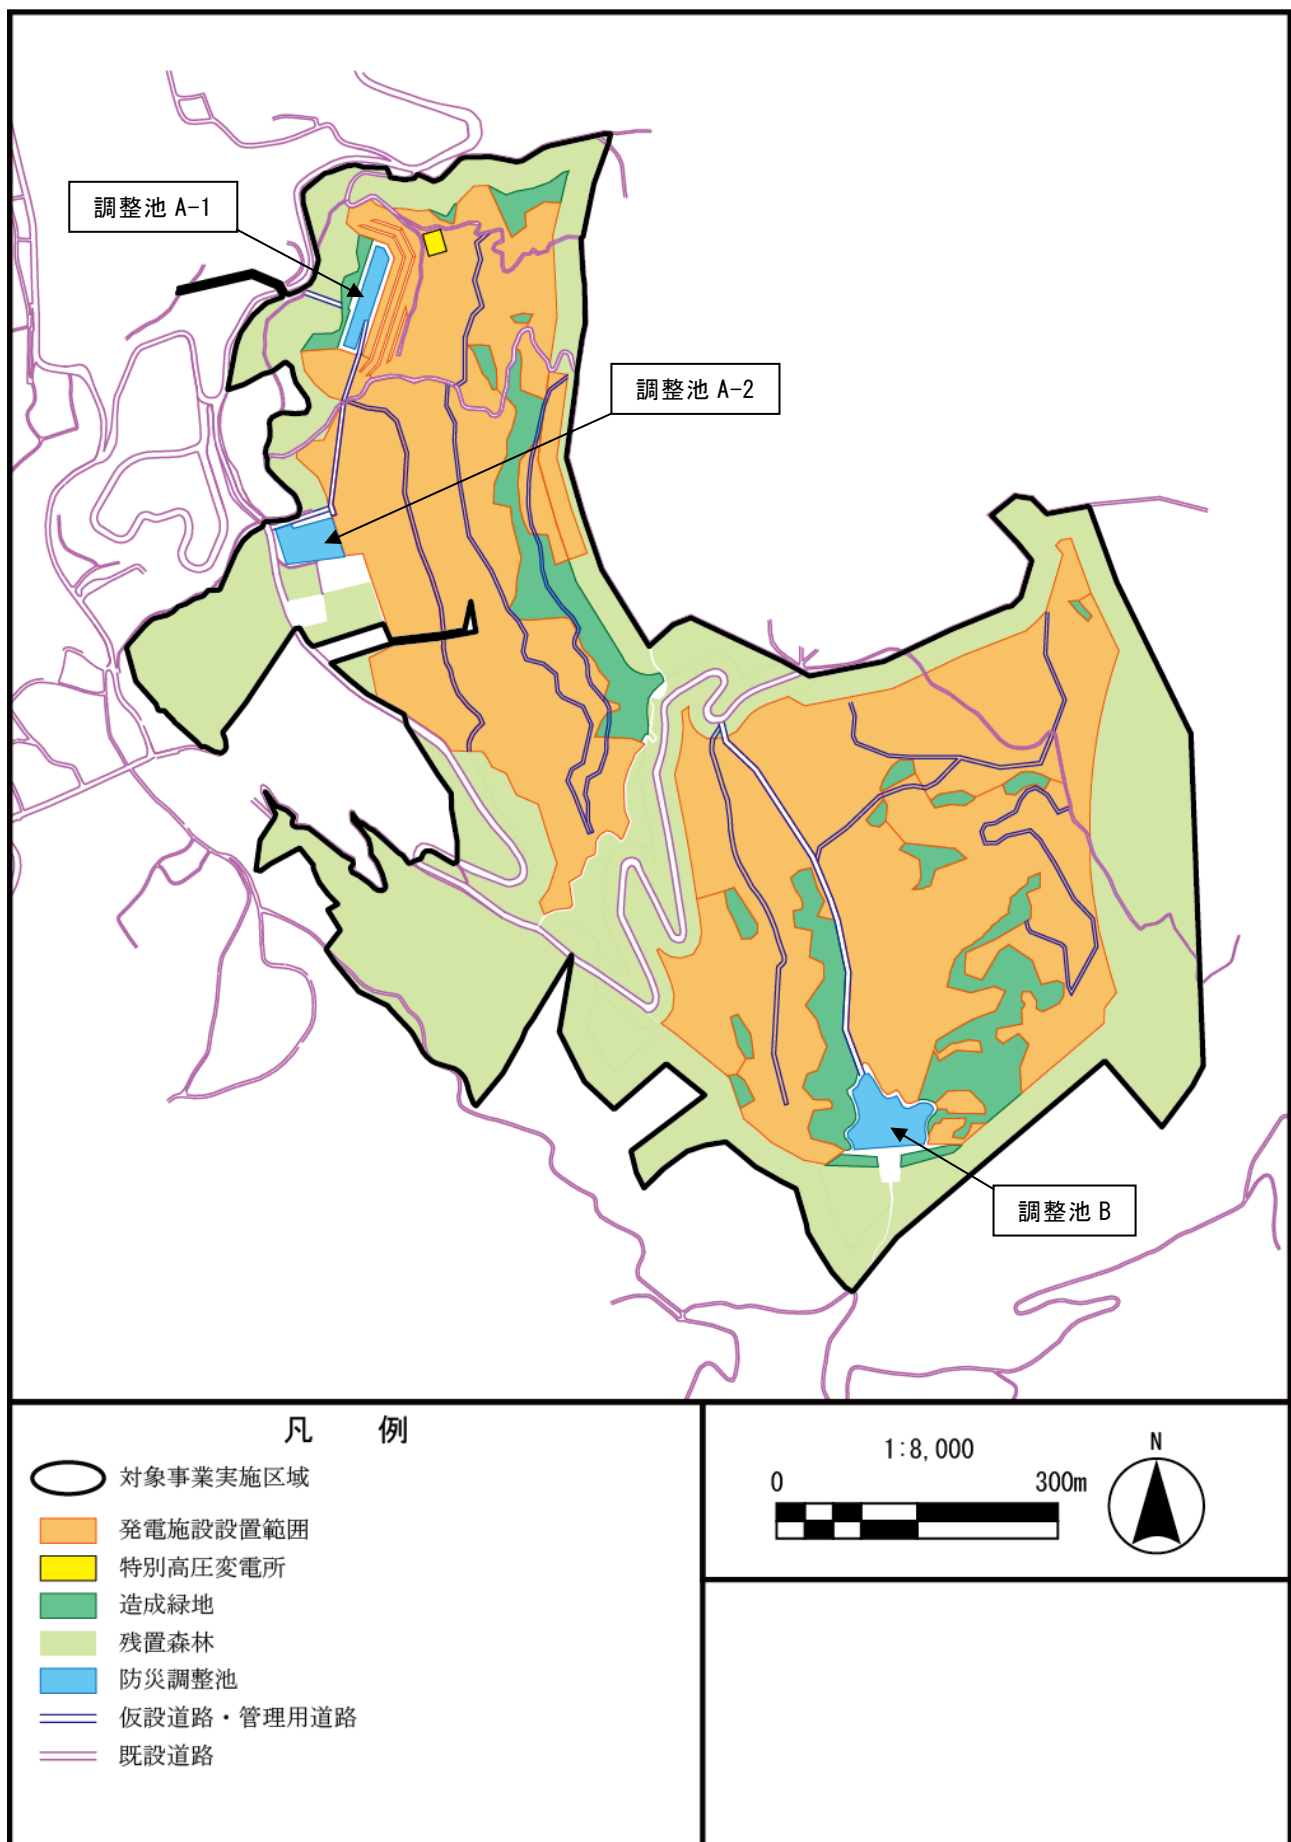 調整池 A-1
調整池 A-2
調整池 B
凡 例
対象事業実施区域
発電施設設置範囲
特別高圧変電所
造成緑地
残置森林
防災調整池
仮設道路・管理用道路
既設道路
1:8,000
0 300m
N